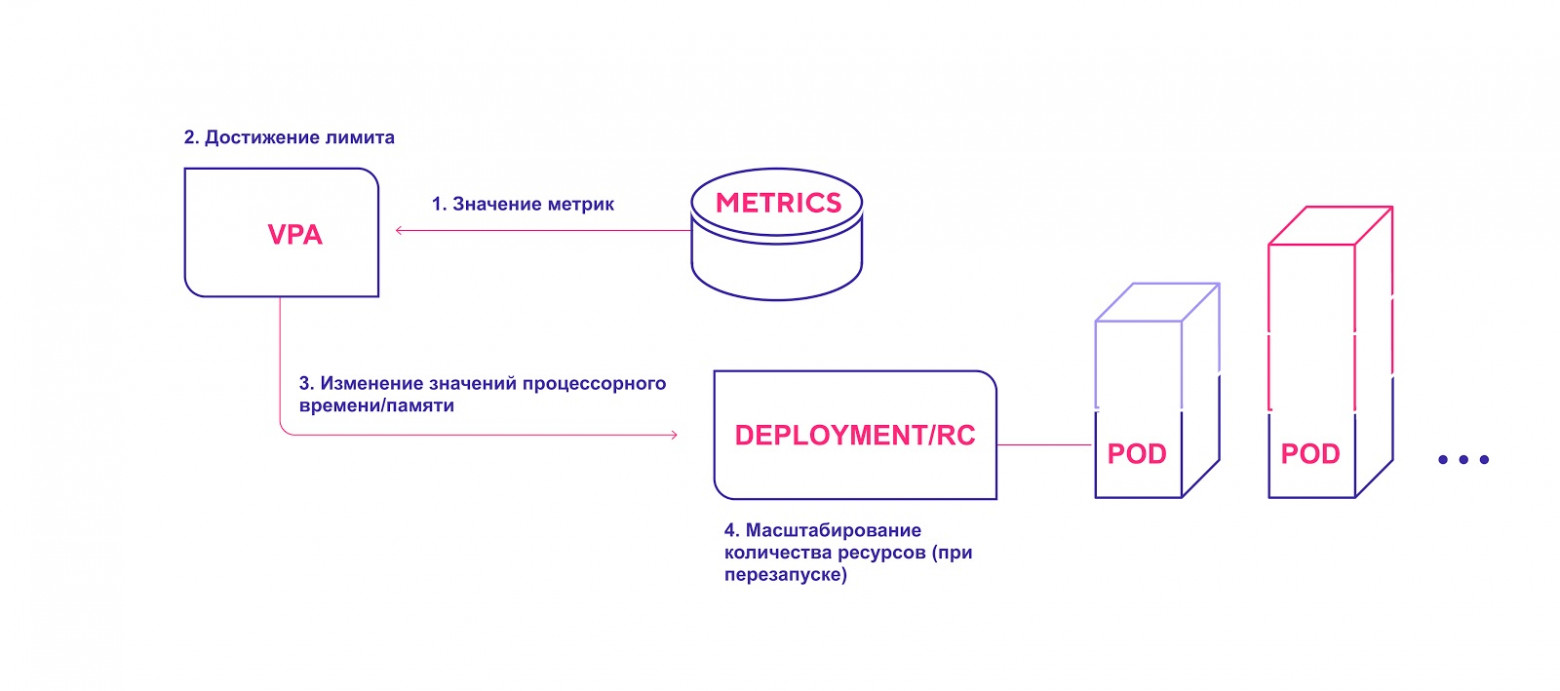 2. Достижение лимита
VPA
1. Значение метрик
METRICS
3. Изменение значений процессорного
времени/памяти
DEPLOYMENT/RC
POD
POD
4. Масштабирование
количества ресурсов (при
перезапуске)